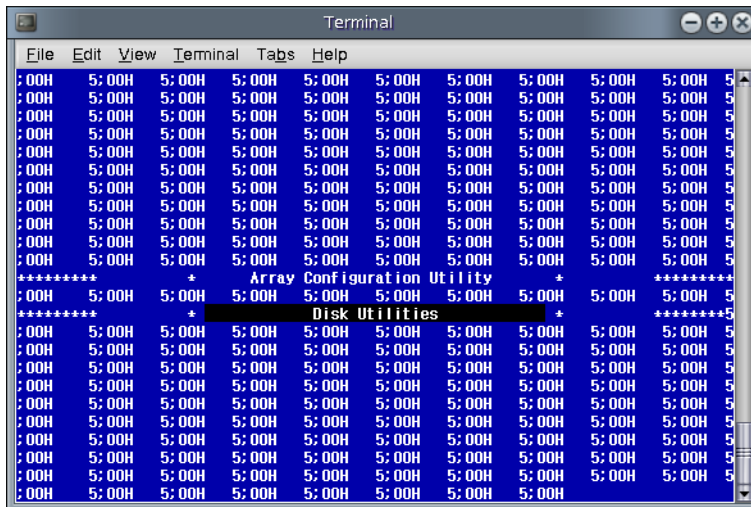 Terminal
File Edit View Terminal Tabs Help
;00H 5;00H 5;00H 5;00H 5;00H 5;00H 5;00H 5;00H 5;00H 5;00H 5
;00H 5;00H 5;00H 5;00H 5;00H 5;00H 5;00H 5;00H 5;00H 5;00H 5
;00H 5;00H 5;00H 5;00H 5;00H 5;00H 5;00H 5;00H 5;00H 5;00H 5
;00H 5;00H 5;00H 5;00H 5;00H 5;00H 5;00H 5;00H 5;00H 5;00H 5
;00H 5;00H 5;00H 5;00H 5;00H 5;00H 5;00H 5;00H 5;00H 5;00H 5
;00H 5;00H 5;00H 5;00H 5;00H 5;00H 5;00H 5;00H 5;00H 5;00H 5
;00H 5;00H 5;00H 5;00H 5;00H 5;00H 5;00H 5;00H 5;00H 5;00H 5
;00H 5;00H 5;00H 5;00H 5;00H 5;00H 5;00H 5;00H 5;00H 5;00H 5
;00H 5;00H 5;00H 5;00H 5;00H 5;00H 5;00H 5;00H 5;00H 5;00H 5
;00H 5;00H 5;00H 5;00H 5;00H 5;00H 5;00H 5;00H 5;00H 5;00H 5
;00H 5;00H 5;00H 5;00H 5;00H 5;00H 5;00H 5;00H 5;00H 5;00H 5
********* * Array Configuration Utility * *********
;00H 5;00H 5;00H 5;00H 5;00H 5;00H 5;00H 5;00H 5;00H 5;00H 5
********* * Disk Utilities * ********5
;00H 5;00H 5;00H 5;00H 5;00H 5;00H 5;00H 5;00H 5;00H 5;00H 5
;00H 5;00H 5;00H 5;00H 5;00H 5;00H 5;00H 5;00H 5;00H 5;00H 5
;00H 5;00H 5;00H 5;00H 5;00H 5;00H 5;00H 5;00H 5;00H 5;00H 5
;00H 5;00H 5;00H 5;00H 5;00H 5;00H 5;00H 5;00H 5;00H 5;00H 5
;00H 5;00H 5;00H 5;00H 5;00H 5;00H 5;00H 5;00H 5;00H 5;00H 5
;00H 5;00H 5;00H 5;00H 5;00H 5;00H 5;00H 5;00H 5;00H 5;00H 5
;00H 5;00H 5;00H 5;00H 5;00H 5;00H 5;00H 5;00H 5;00H 5;00H 5
;00H 5;00H 5;00H 5;00H 5;00H 5;00H 5;00H 5;00H 5;00H 5;00H 5
;00H 5;00H 5;00H 5;00H 5;00H 5;00H 5;00H 5;00H 5;00H 5;00H 5
;00H 5;00H 5;00H 5;00H 5;00H 5;00H 5;00H 5;00H